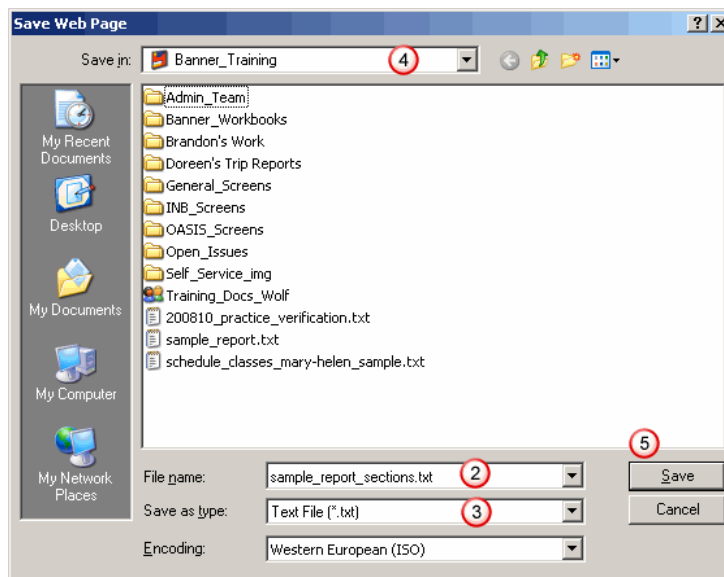 Save Web Page
Save in: Banner_Training 4
My Recent Documents
Desktop
My Documents
My Computer
My Network Places
Admin_Team
Banner_Workbooks
Brandon's Work
Doreen's Trip Reports
General_Screens
INB_Screens
OASIS_Screens
Open_Issues
Self_Service_img
Training_Docs_Wolf
200810_practice_verification.txt
sample_report.txt
schedule_classes_mary-helen_sample.txt
5
File name: sample_report_sections.txt 2 Save
Save as type: Text File (*.txt) 3 Cancel
Encoding: Western European (ISO)